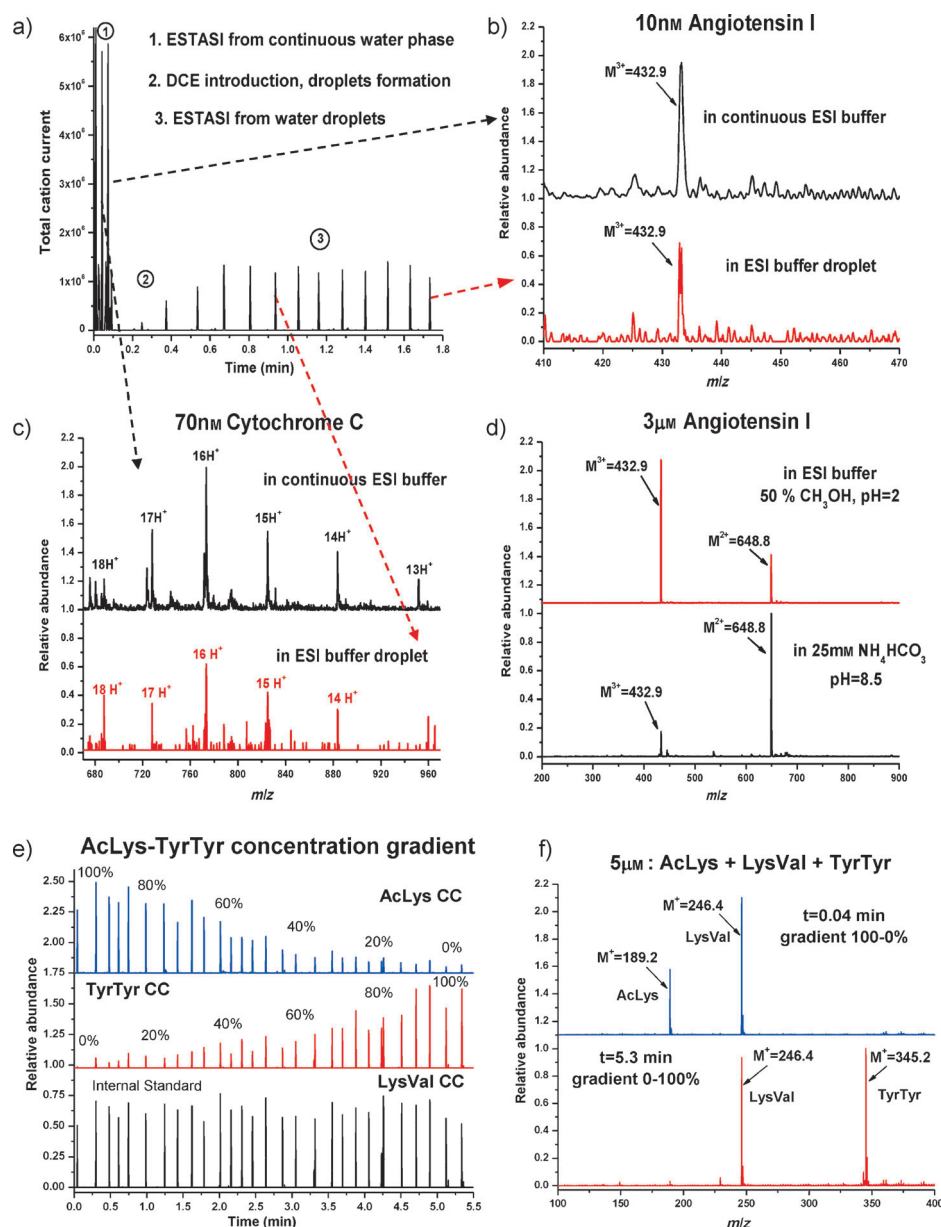 a)
1. ESTASI from continuous water phase
2. DCE introduction, droplets formation
3. ESTASI from water droplets
1
2
3
Total cation current
6x10⁶
5x10⁶
4x10⁶
3x10⁶
2x10⁶
1x10⁶
0
0.0 0.2 0.4 0.6 0.8 1.0 1.2 1.4 1.6 1.8
Time (min)
b)
10nM Angiotensin I
M³⁺=432.9
in continuous ESI buffer
M³⁺=432.9
in ESI buffer droplet
Relative abundance
2.2
2.0
1.8
1.6
1.4
1.2
1.0
0.8
0.6
0.4
0.2
0.0
410 420 430 440 450 460 470
m/z
c)
70nM Cytochrome C
in continuous ESI buffer
18H⁺ 17H⁺ 16H⁺ 15H⁺ 14H⁺ 13H⁺
in ESI buffer droplet
18 H⁺ 17 H⁺ 16 H⁺ 15 H⁺ 14 H⁺
Relative abundance
2.2
2.0
1.8
1.6
1.4
1.2
1.0
0.8
0.6
0.4
0.2
0.0
680 720 760 800 840 880 920 960
m/z
d)
3μM Angiotensin I
M³⁺=432.9
in ESI buffer
50 % CH₃OH, pH=2
M²⁺=648.8
M²⁺=648.8
in 25mM NH₄HCO₃
pH=8.5
M³⁺=432.9
Relative abundance
2.2
2.0
1.8
1.6
1.4
1.2
1.0
0.8
0.6
0.4
0.2
0.0
200 300 400 500 600 700 800 900
m/z
e)
AcLys-TyrTyr concentration gradient
100% 80% 60% 40% 20% 0%
AcLys CC
TyrTyr CC
0% 20% 40% 60% 80% 100%
LysVal CC
Internal Standard
Relative abundance
2.50
2.25
2.00
1.75
1.50
1.25
1.00
0.75
0.50
0.25
0.00
0.0 0.5 1.0 1.5 2.0 2.5 3.0 3.5 4.0 4.5 5.0 5.5
Time (min)
f)
5μM : AcLys + LysVal + TyrTyr
M⁺=246.4
LysVal
t=0.04 min
gradient 100-0%
M⁺=189.2
AcLys
t=5.3 min
gradient 0-100%
M⁺=246.4
LysVal
M⁺=345.2
TyrTyr
Relative abundance
2.2
2.0
1.8
1.6
1.4
1.2
1.0
0.8
0.6
0.4
0.2
0.0
100 150 200 250 300 350 400
m/z